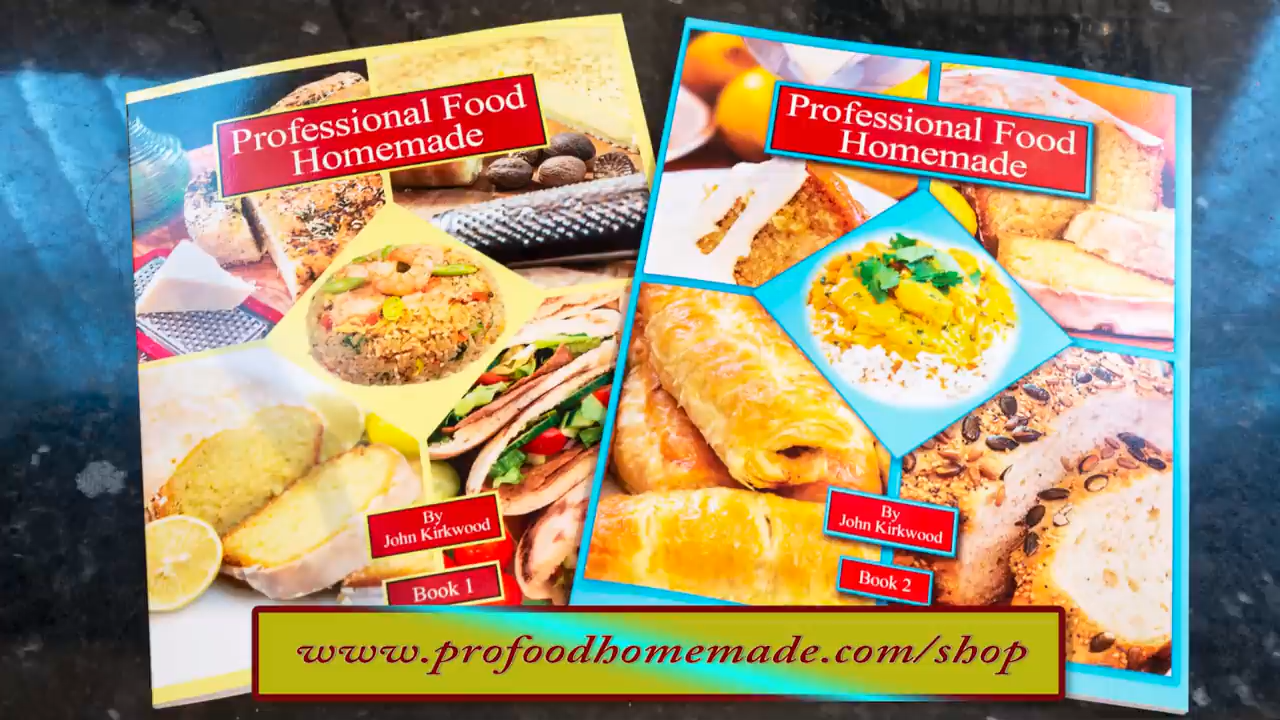 Professional Food
Homemade
By
John Kirkwood
Book 1
Professional Food
Homemade
By
John Kirkwood
Book 2
www.profoodhomemade.com/shop